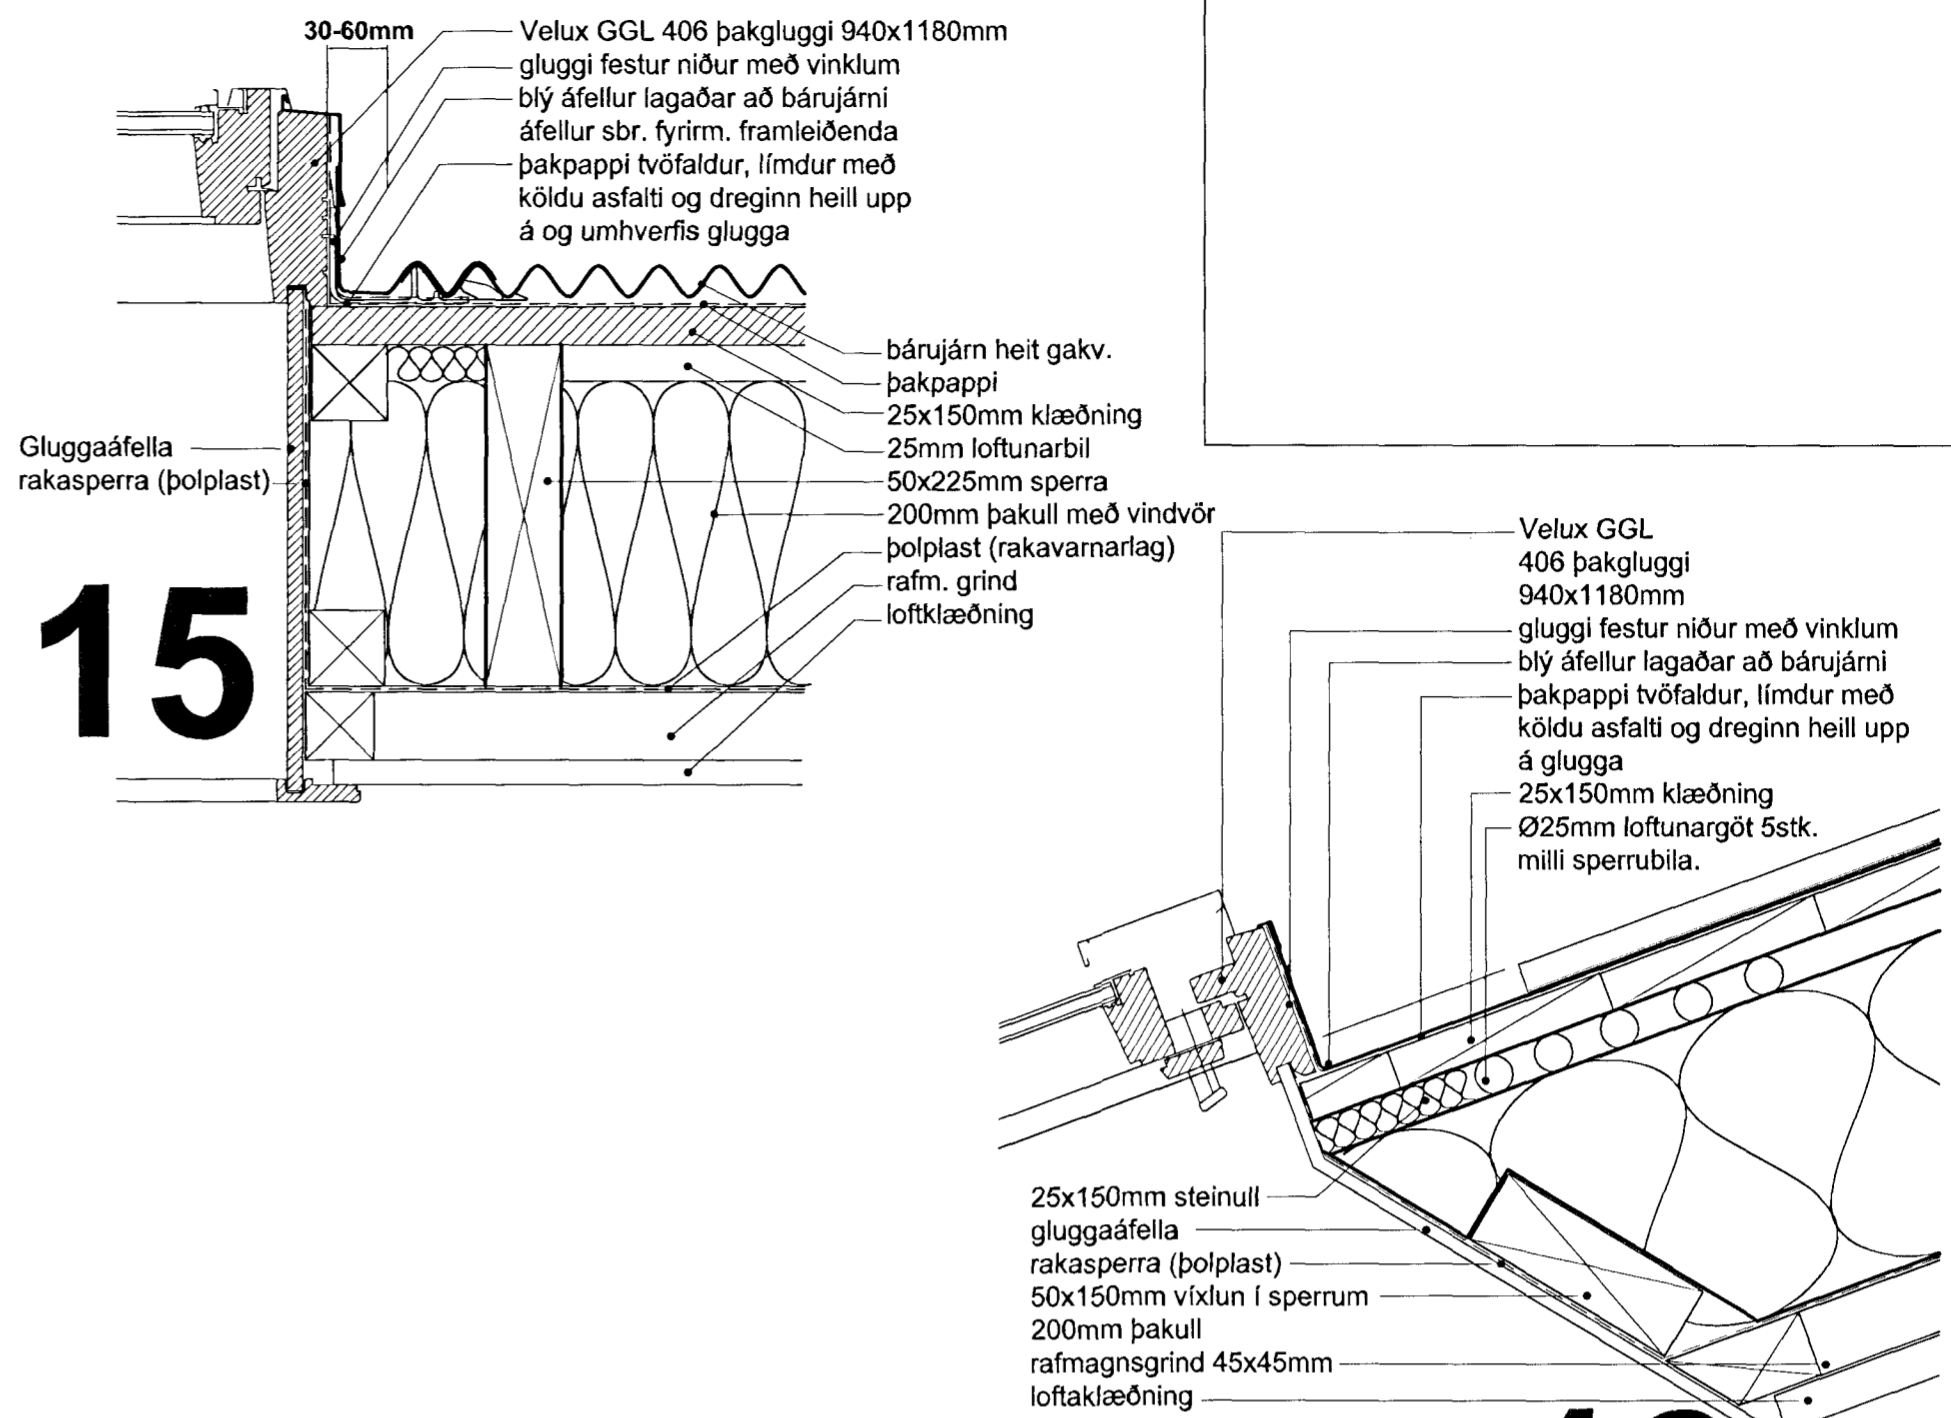 30-60mm
Velux GGL 406 þakgluggi 940x1180mm
gluggi festur niður með vinklum
blý áfellur lagaðar að bárujárni
áfellur sbr. fyrirm. framleiðenda
þakpappi tvöfaldur, límdur með
köldu asfalti og dreginn heill upp
á og umhverfis glugga
bárujárn heit gakv.
þakpappi
25x150mm klæðning
25mm loftunarbil
50x225mm sperra
200mm þakull með vindvör
þolplast (rakavarnarlag)
rafm. grind
loftklæðning
Gluggaáfella
rakasperra (þolplast)
15
Velux GGL
406 þakgluggi
940x1180mm
gluggi festur niður með vinklum
blý áfellur lagaðar að bárujárni
þakpappi tvöfaldur, límdur með
köldu asfalti og dreginn heill upp
á glugga
25x150mm klæðning
Ø25mm loftunargöt 5stk.
milli sperrubila.
25x150mm steinull
gluggaáfella
rakasperra (þolplast)
50x150mm víxlun í sperrum
200mm þakull
rafmagnsgrind 45x45mm
loftaklæðning